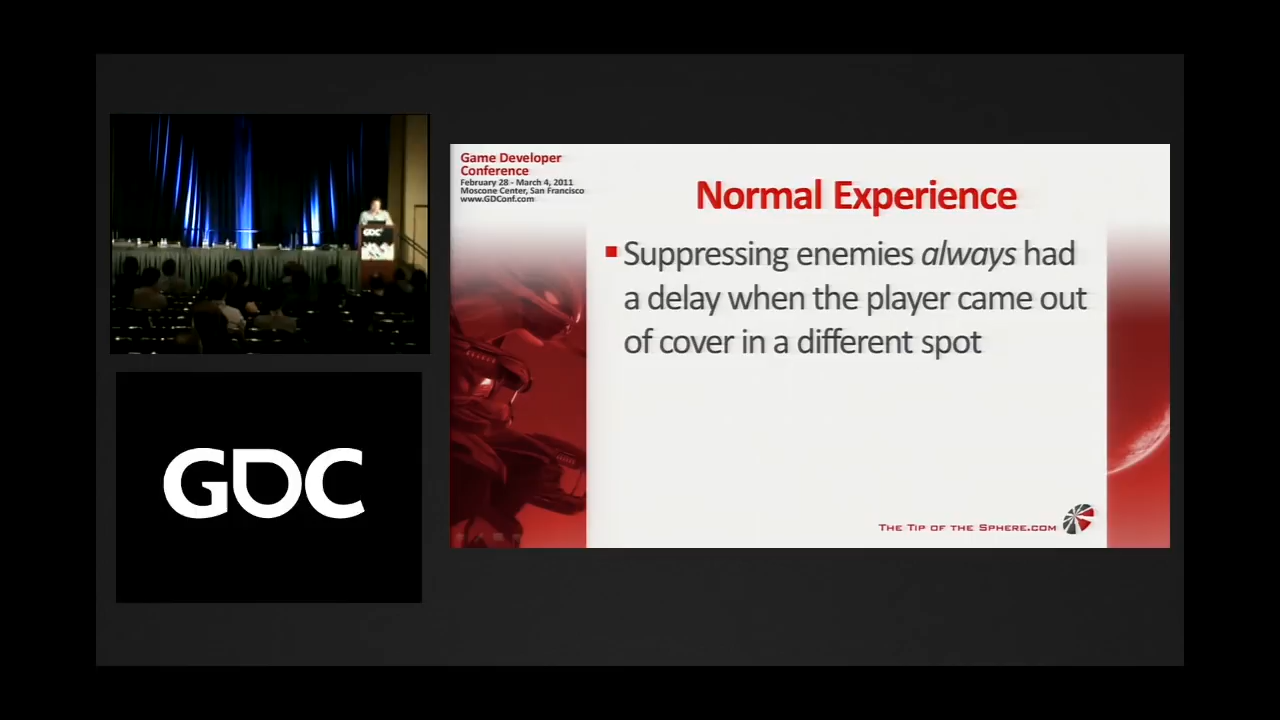 Game Developer
Conference
February 28 - March 4, 2011
Moscone Center, San Francisco
www.GDConf.com
Normal Experience
Suppressing enemies always had
a delay when the player came out
of cover in a different spot
The Tip of the Sphere.com
GDC
GDC